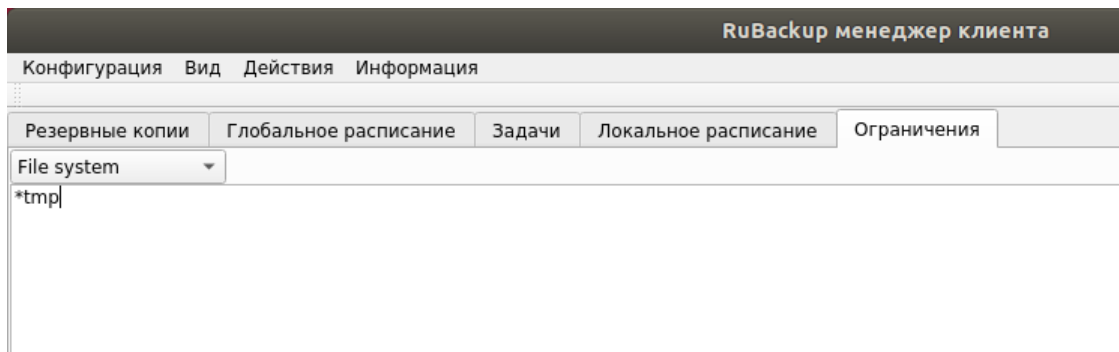 RuBackup менеджер клиента
Конфигурация Вид Действия Информация
Резервные копии Глобальное расписание Задачи Локальное расписание Ограничения
File system
*tmp